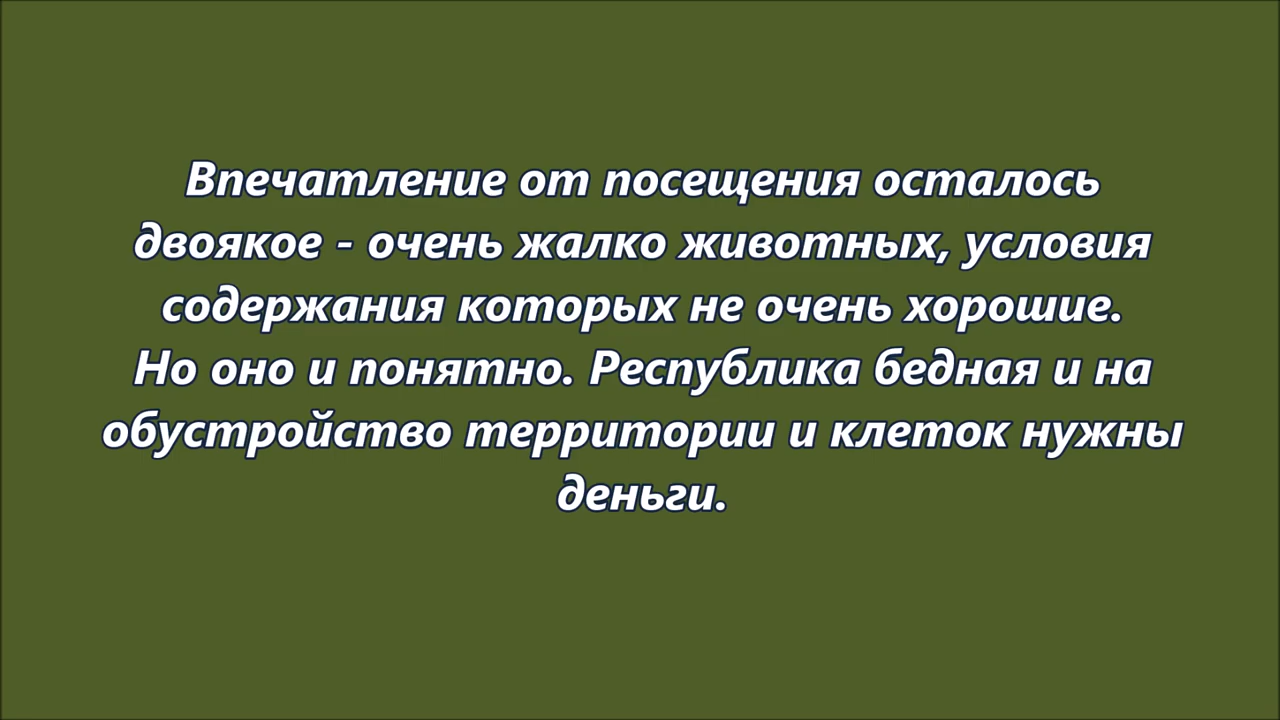 Впечатление от посещения осталось
двоякое - очень жалко животных, условия
содержания которых не очень хорошие.
Но оно и понятно. Республика бедная и на
обустройство территории и клеток нужны
деньги.